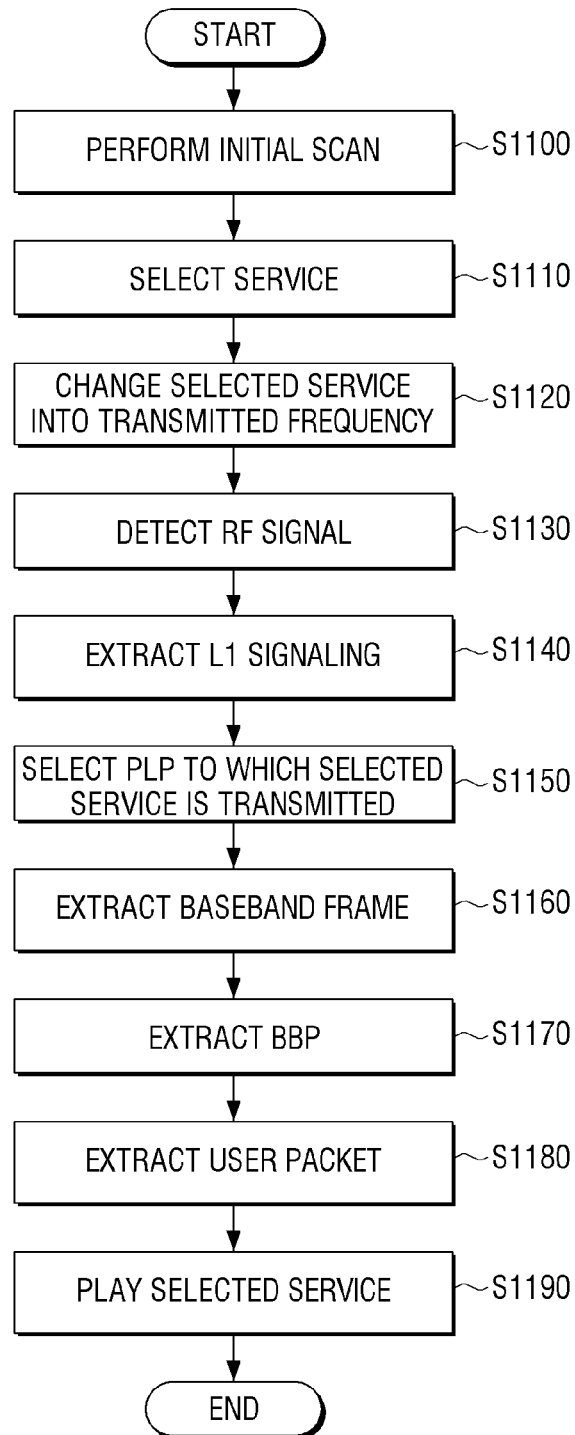 START
PERFORM INITIAL SCAN
S1100
SELECT SERVICE
S1110
CHANGE SELECTED SERVICE
INTO TRANSMITTED FREQUENCY
S1120
DETECT RF SIGNAL
S1130
EXTRACT L1 SIGNALING
S1140
SELECT PLP TO WHICH SELECTED
SERVICE IS TRANSMITTED
S1150
EXTRACT BASEBAND FRAME
S1160
EXTRACT BBP
S1170
EXTRACT USER PACKET
S1180
PLAY SELECTED SERVICE
S1190
END